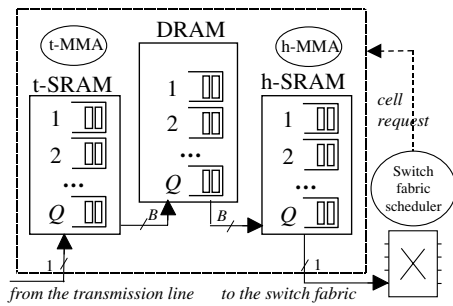 t-MMA
DRAM
h-MMA
t-SRAM
h-SRAM
1
2
...
Q
1
2
...
Q
1
2
...
Q
B
B
cell
request
Switch
fabric
scheduler
1
1
from the transmission line
to the switch fabric